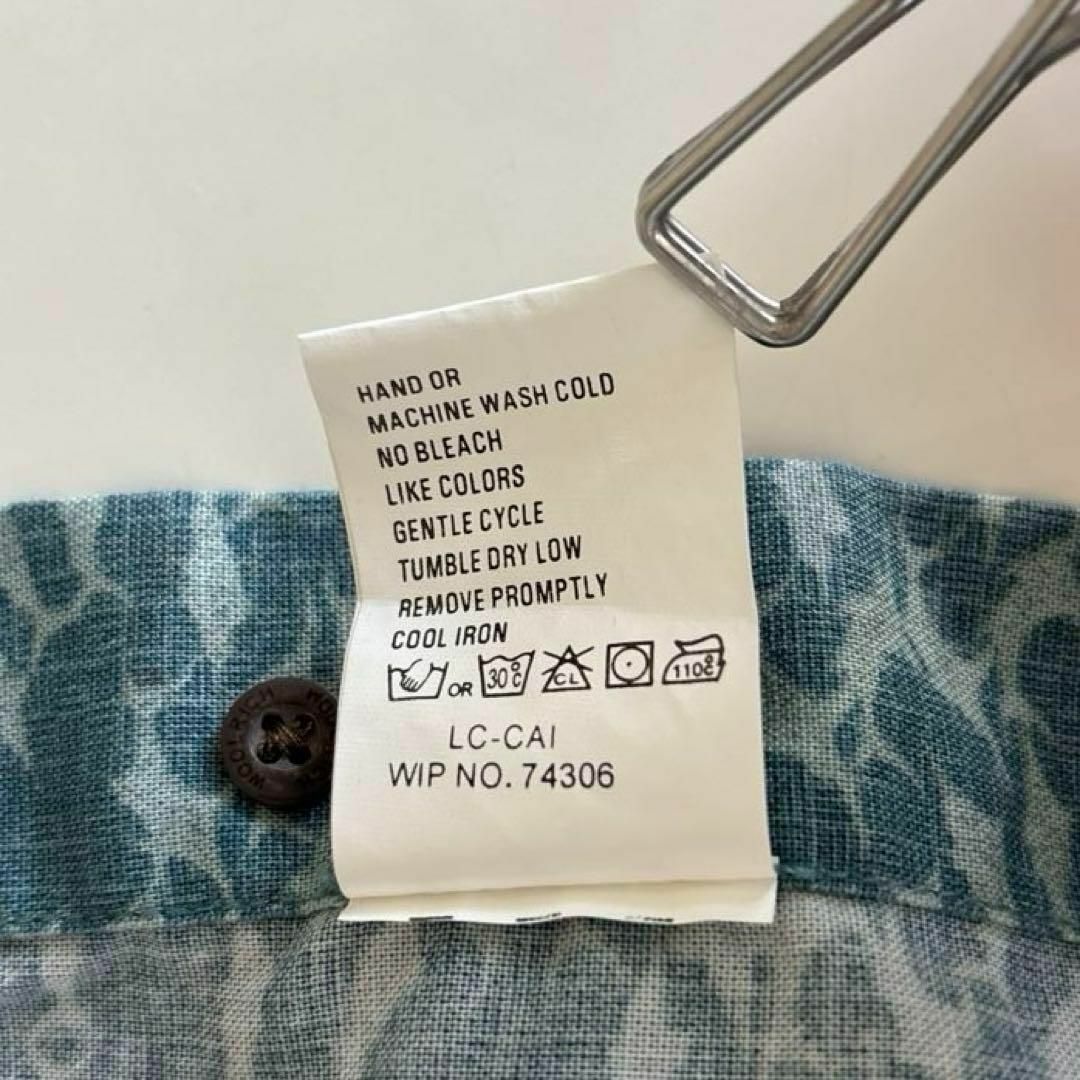 HAND OR
MACHINE WASH COLD
NO BLEACH
LIKE COLORS
GENTLE CYCLE
TUMBLE DRY LOW
REMOVE PROMPTLY
COOL IRON
OR 30°C CL 110°C
LC-CAI
WIP NO. 74306
WOOLRICH